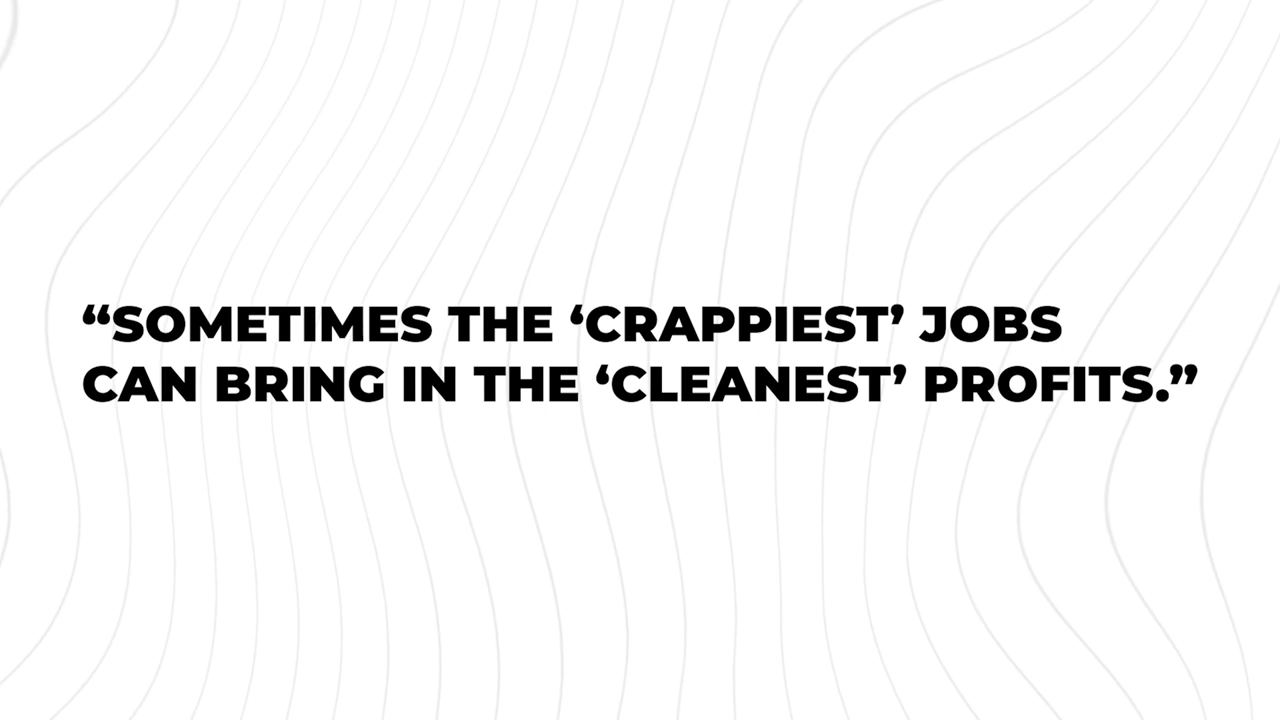 “SOMETIMES THE ‘CRAPPIEST’ JOBS
CAN BRING IN THE ‘CLEANEST’ PROFITS.”